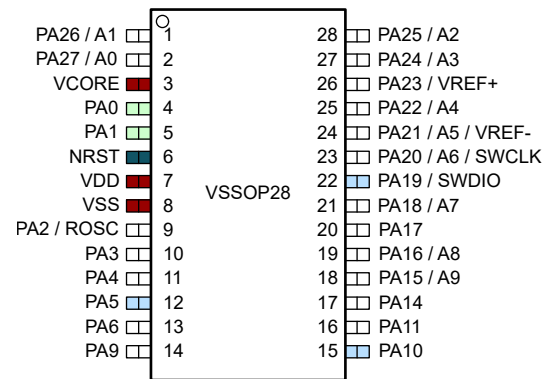 PA26 / A1 1 28 PA25 / A2
PA27 / A0 2 27 PA24 / A3
VCORE 3 26 PA23 / VREF+
PA0 4 25 PA22 / A4
PA1 5 24 PA21 / A5 / VREF-
NRST 6 23 PA20 / A6 / SWCLK
VDD 7 22 PA19 / SWDIO
VSSOP28
VSS 8 21 PA18 / A7
PA2 / ROSC 9 20 PA17
PA3 10 19 PA16 / A8
PA4 11 18 PA15 / A9
PA5 12 17 PA14
PA6 13 16 PA11
PA9 14 15 PA10